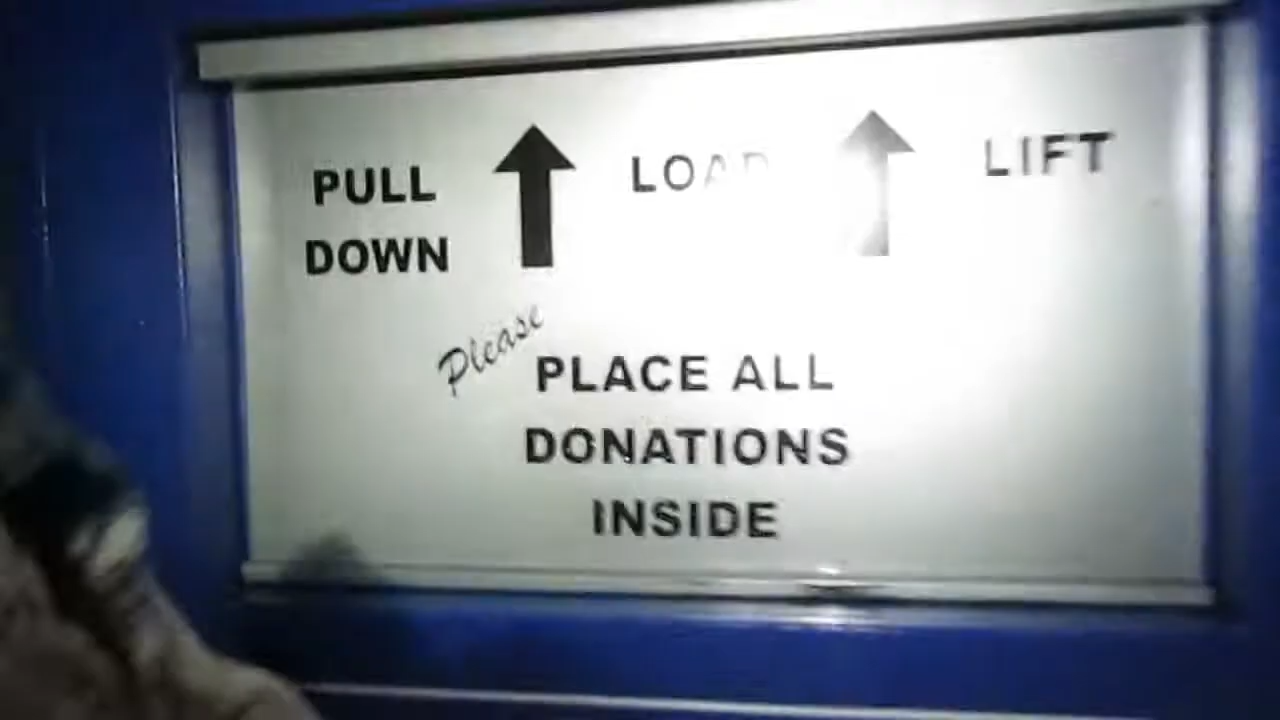 PULL DOWN
LOAD
LIFT
Please
PLACE ALL
DONATIONS
INSIDE